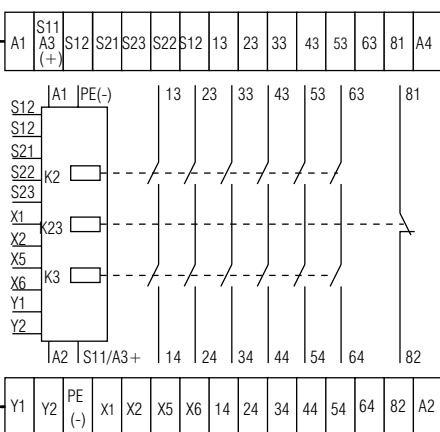 A1 S11 A3 (+) S12 S21 S23 S22 S12 13 23 33 43 53 63 81 A4
A1 PE(-) 13 23 33 43 53 63 81
S12
S12
S21
S22
K2
S23
X1
K23
X2
X5
K3
X6
Y1
Y2
A2 S11/A3+ 14 24 34 44 54 64 82
Y1 Y2 PE (-) X1 X2 X5 X6 14 24 34 44 54 64 82 A2